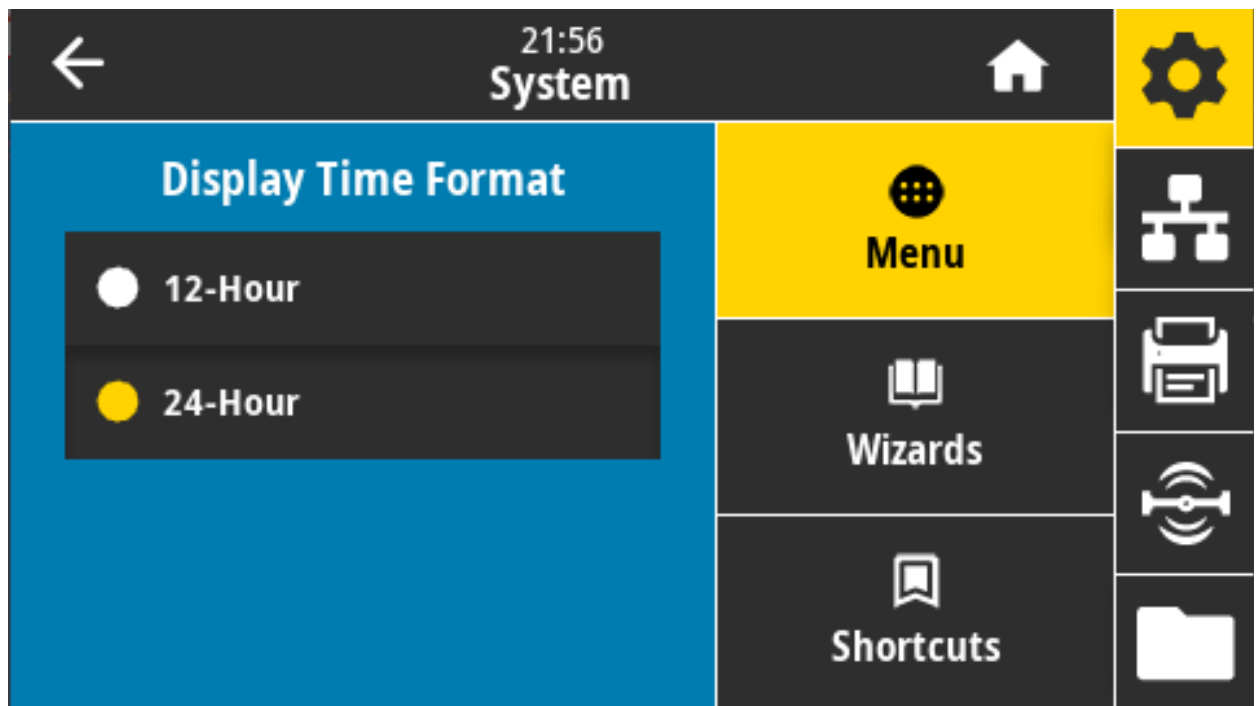 21:56
System
Display Time Format
12-Hour
24-Hour
Menu
Wizards
Shortcuts